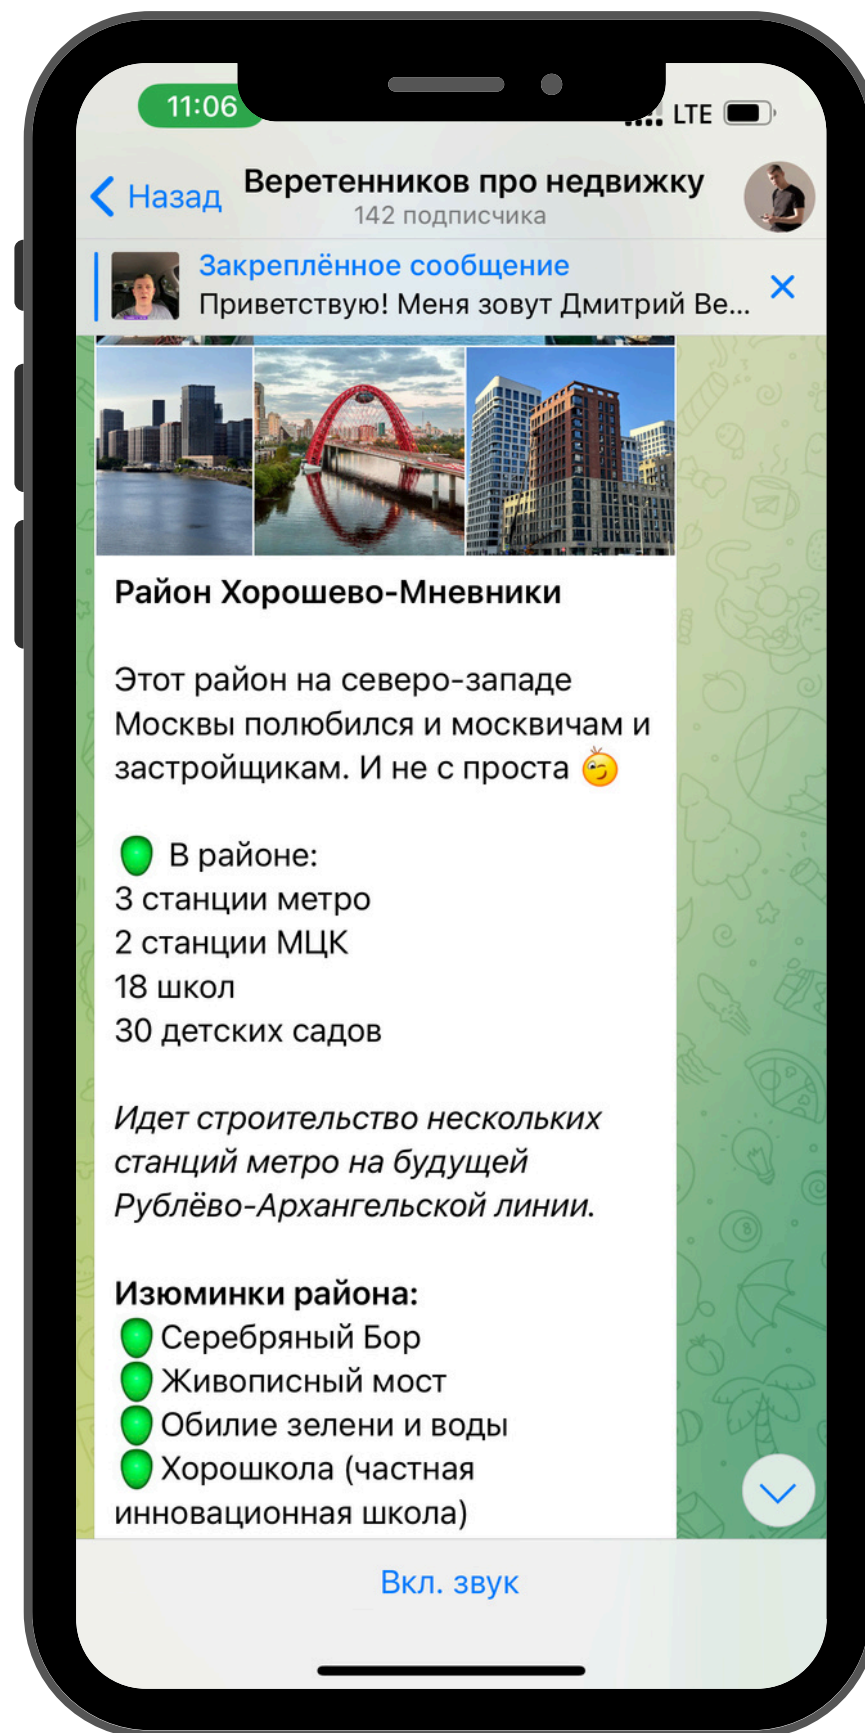 11:06
LTE
Назад
Веретенников про недвижку
142 подписчика
Закреплённое сообщение
Приветствую! Меня зовут Дмитрий Ве...
Район Хорошево-Мневники
Этот район на северо-западе
Москвы полюбился и москвичам и
застройщикам. И не с проста 😉
В районе:
3 станции метро
2 станции МЦК
18 школ
30 детских садов
Идет строительство нескольких
станций метро на будущей
Рублёво-Архангельской линии.
Изюминки района:
Серебряный Бор
Живописный мост
Обилие зелени и воды
Хорошкола (частная
инновационная школа)
Вкл. звук